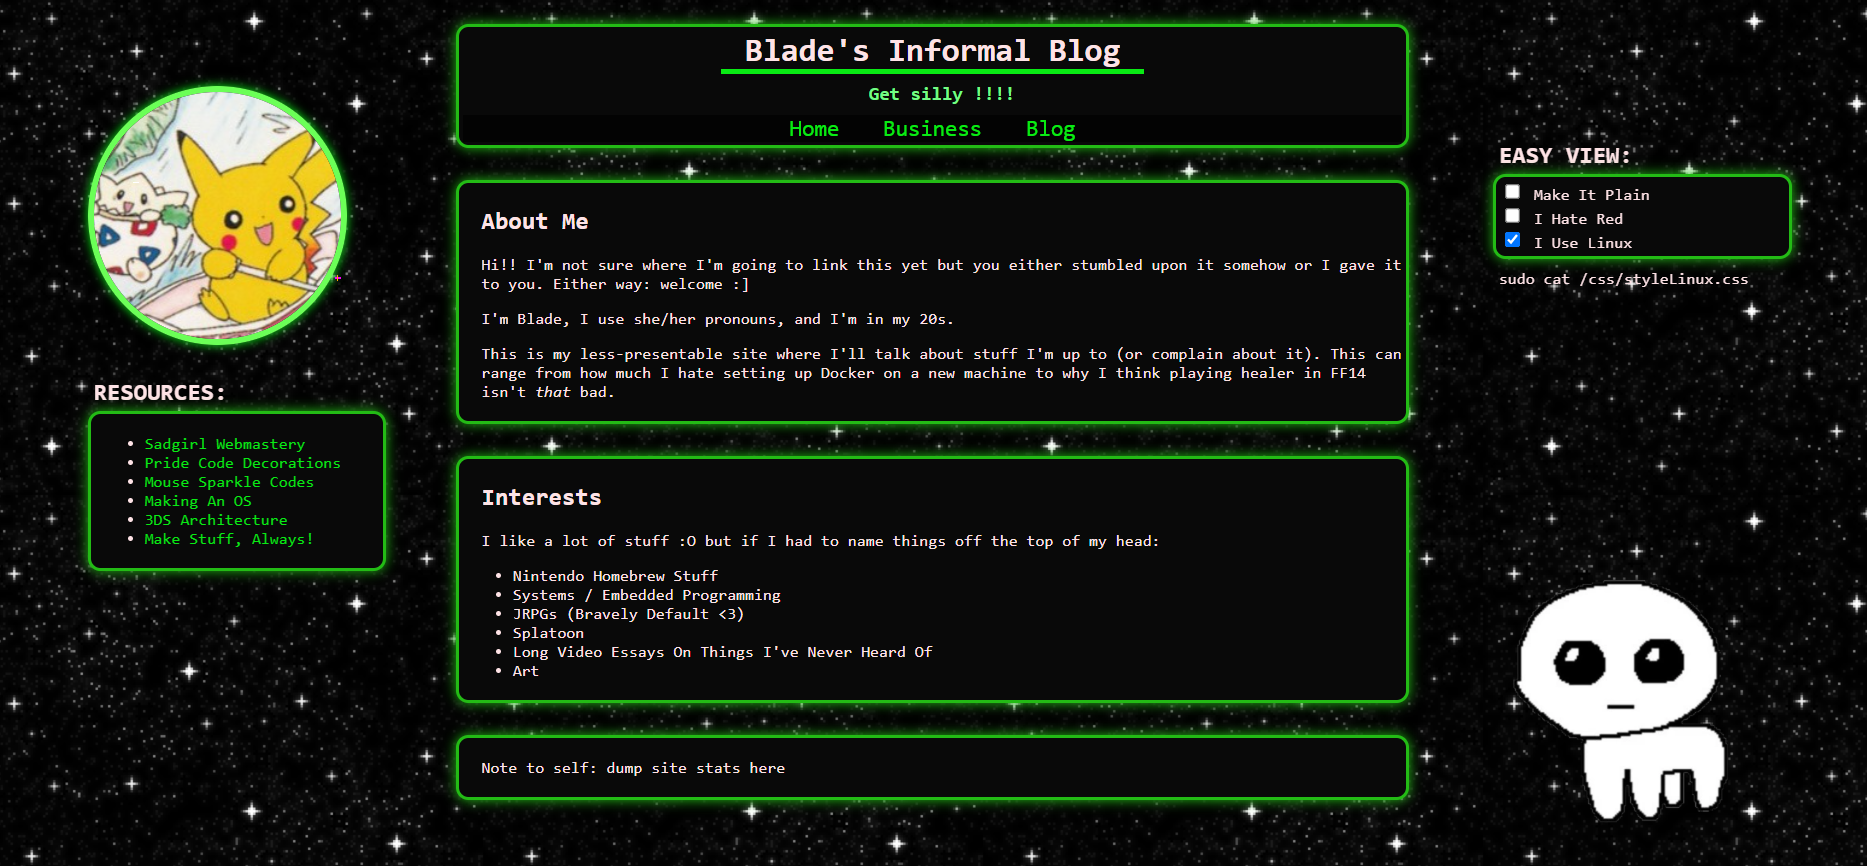 Blade's Informal Blog
Get silly !!!!
Home Business Blog
RESOURCES:
Sadgirl Webmastery
Pride Code Decorations
Mouse Sparkle Codes
Making An OS
3DS Architecture
Make Stuff, Always!
About Me
Hi!! I'm not sure where I'm going to link this yet but you either stumbled upon it somehow or I gave it
to you. Either way: welcome :]
I'm Blade, I use she/her pronouns, and I'm in my 20s.
This is my less-presentable site where I'll talk about stuff I'm up to (or complain about it). This can
range from how much I hate setting up Docker on a new machine to why I think playing healer in FF14
isn't that bad.
Interests
I like a lot of stuff :O but if I had to name things off the top of my head:
Nintendo Homebrew Stuff
Systems / Embedded Programming
JRPGs (Bravely Default <3)
Splatoon
Long Video Essays On Things I've Never Heard Of
Art
Note to self: dump site stats here
EASY VIEW:
Make It Plain
I Hate Red
I Use Linux
sudo cat /css/styleLinux.css